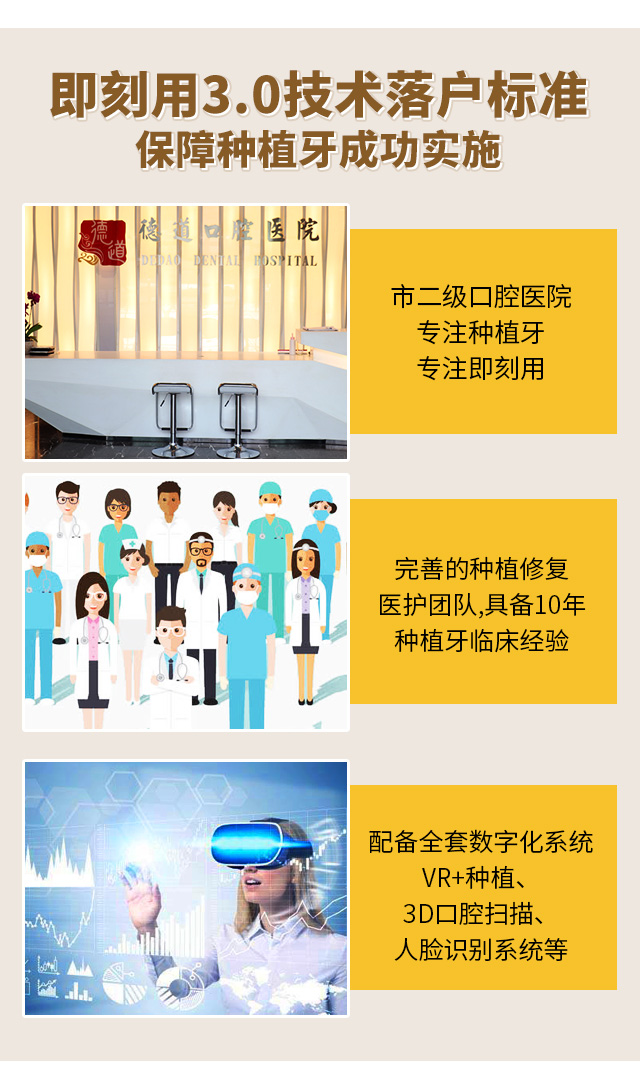 即刻用3.0技术落户标准
保障种植牙成功实施
德道
德道口腔医院
DEDAO DENTAL HOSPITAL
市二级口腔医院
专注种植牙
专注即刻用
完善的种植修复
医护团队,具备10年
种植牙临床经验
配备全套数字化系统
VR+种植、
3D口腔扫描、
人脸识别系统等